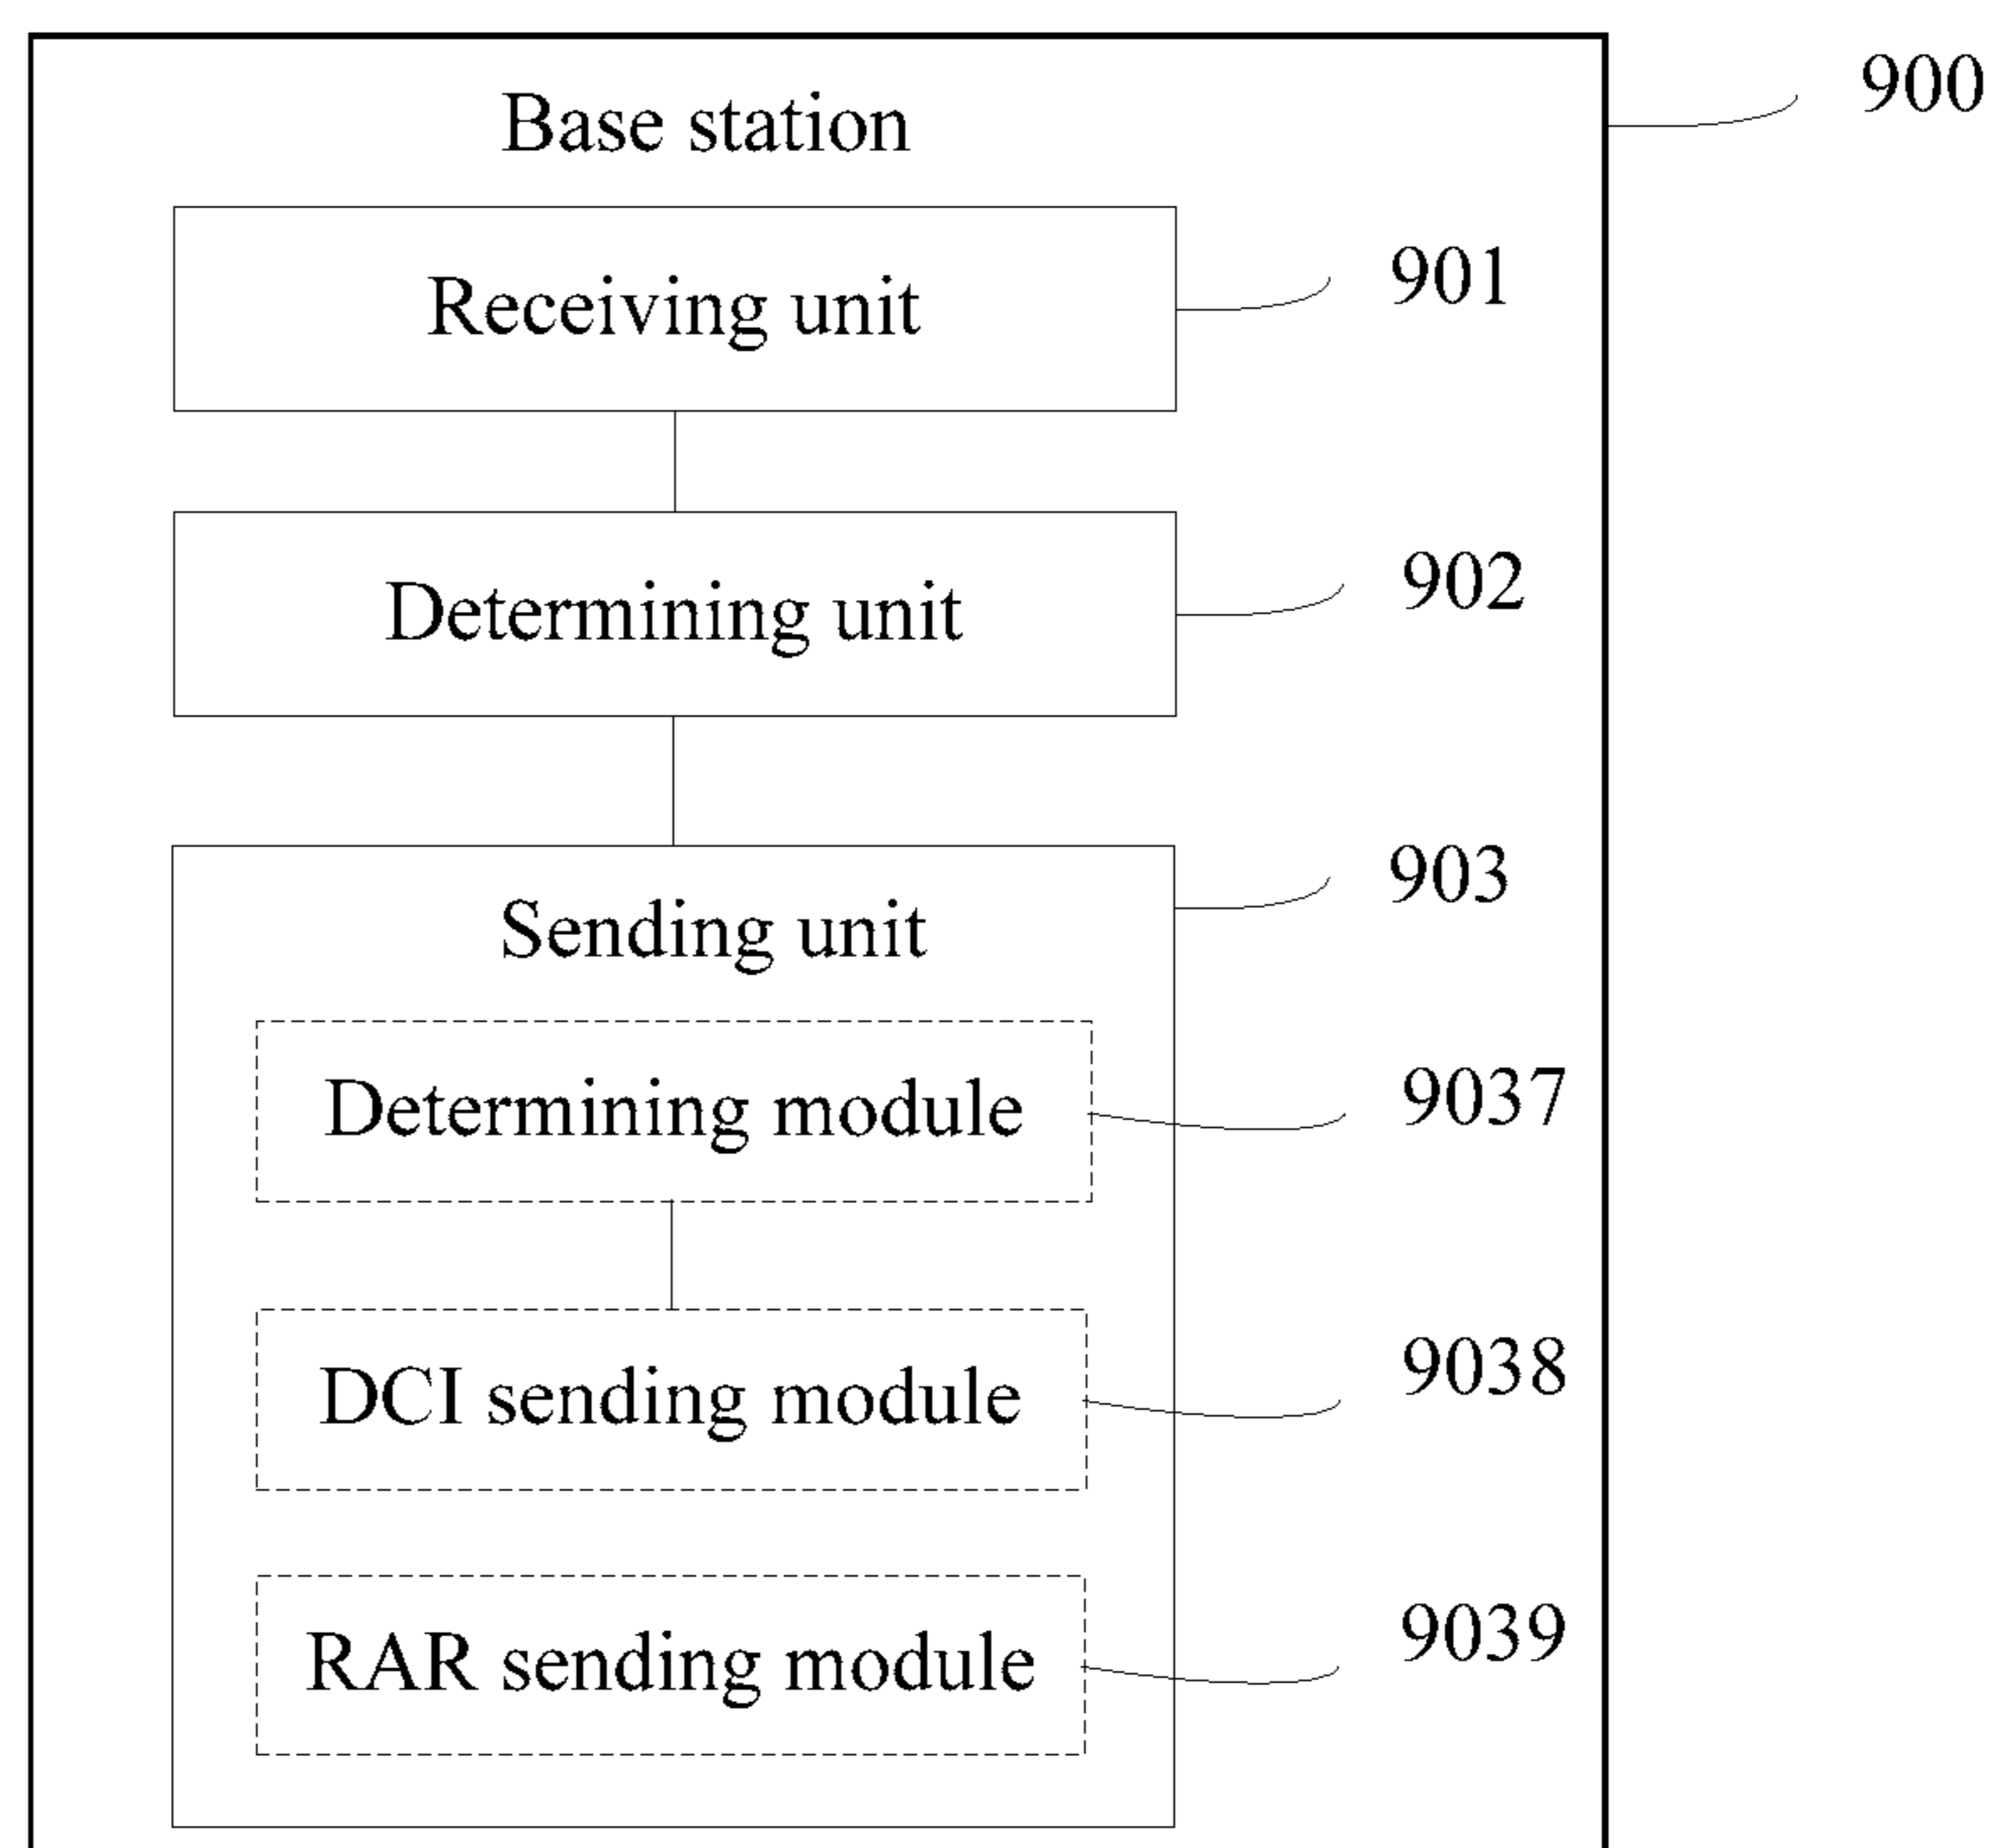 Base station
900
Receiving unit
901
Determining unit
902
Sending unit
903
Determining module
9037
DCI sending module
9038
RAR sending module
9039